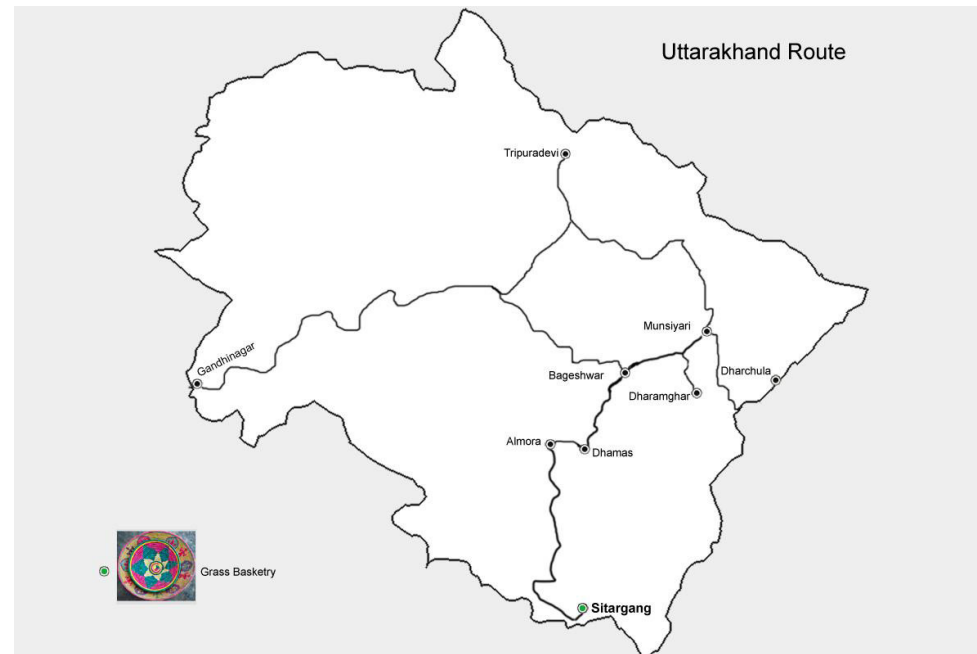 Uttarakhand Route
Tripuradevi
Munsiyari
Gandhinagar
Bageshwar
Dharchula
Dharamghar
Almora
Dhamas
Grass Basketry
Sitargang